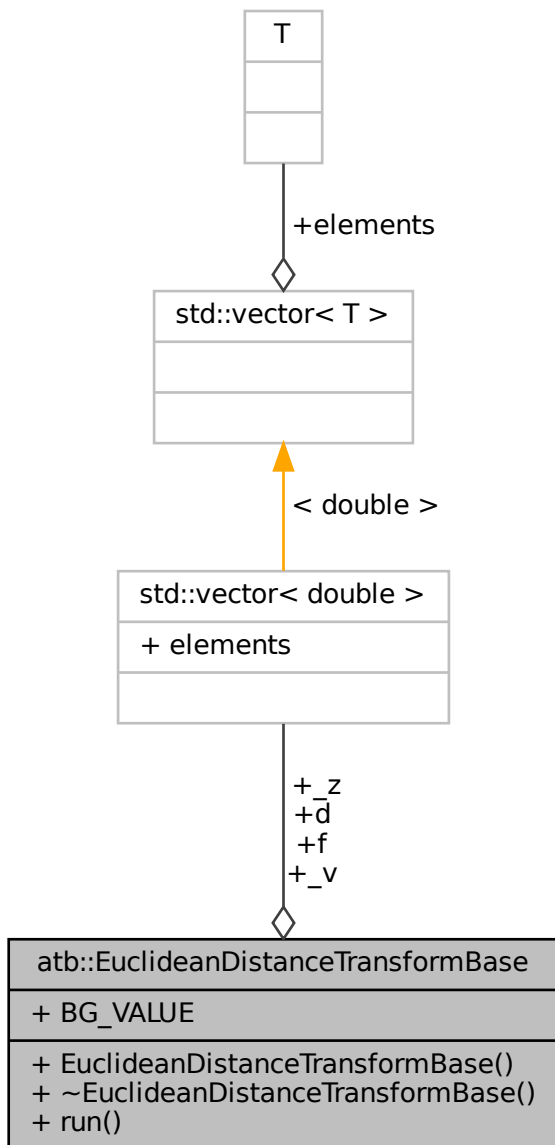 T
+elements
std::vector< T >
< double >
std::vector< double >
+ elements
+_z
+d
+f
+_v
atb::EuclideanDistanceTransformBase
+ BG_VALUE
+ EuclideanDistanceTransformBase()
+ ~EuclideanDistanceTransformBase()
+ run()